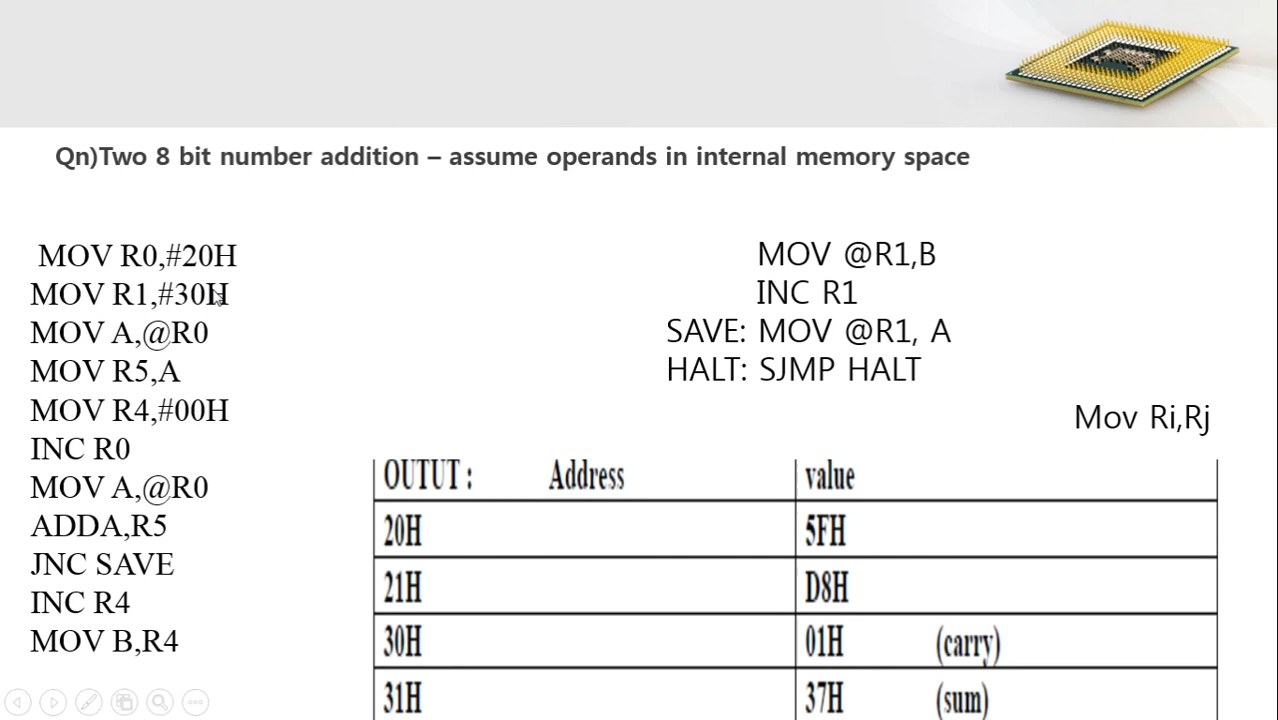 Qn)Two 8 bit number addition – assume operands in internal memory space
MOV R0,#20H
MOV R1,#30H
MOV A,@R0
MOV R5,A
MOV R4,#00H
INC R0
MOV A,@R0
ADDA,R5
JNC SAVE
INC R4
MOV B,R4
MOV @R1,B
INC R1
SAVE: MOV @R1, A
HALT: SJMP HALT
Mov Ri,Rj
OUTUT : Address value
20H 5FH
21H D8H
30H 01H (carry)
31H 37H (sum)